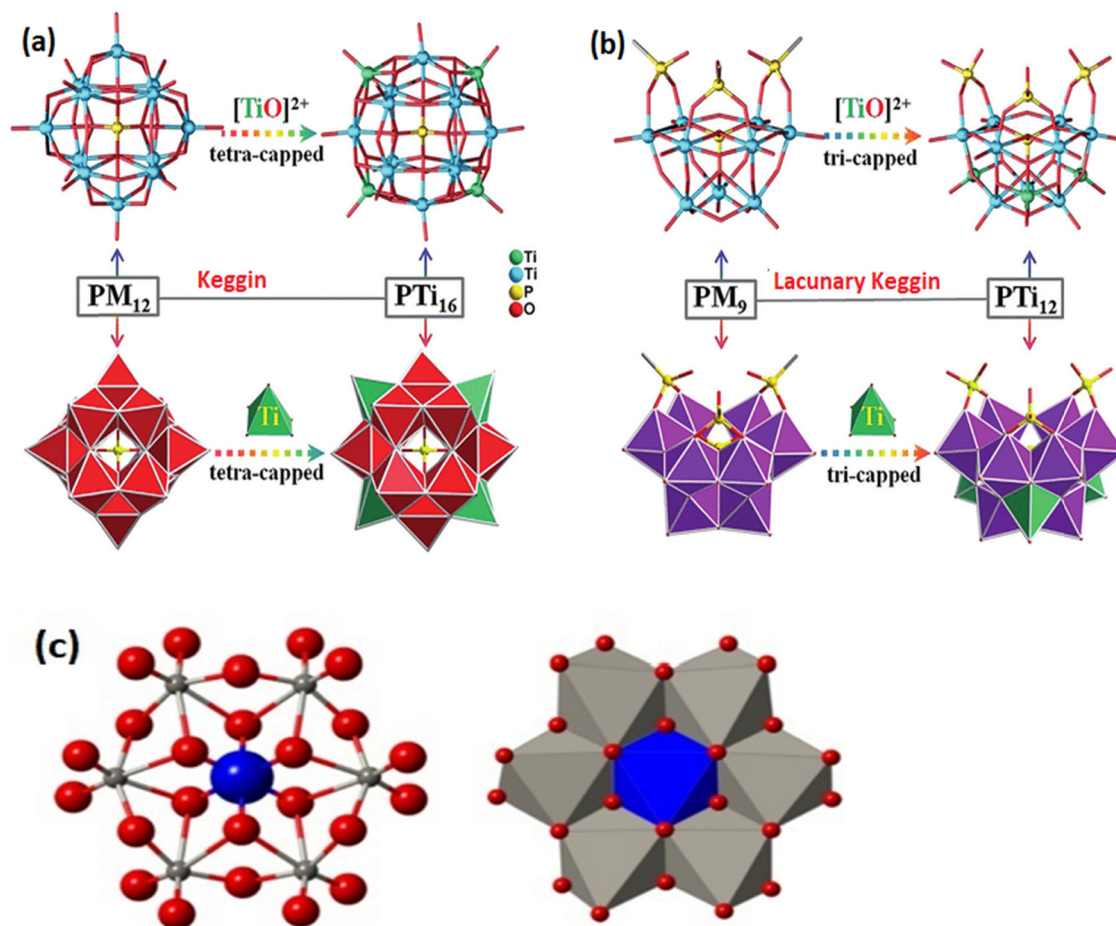 (a)
[TiO]²⁺
tetra-capped
PM₁₂
Keggin
PTi₁₆
Ti
Ti
P
O
Ti
tetra-capped
(b)
[TiO]²⁺
tri-capped
PM₉
Lacunary Keggin
PTi₁₂
Ti
tri-capped
(c)